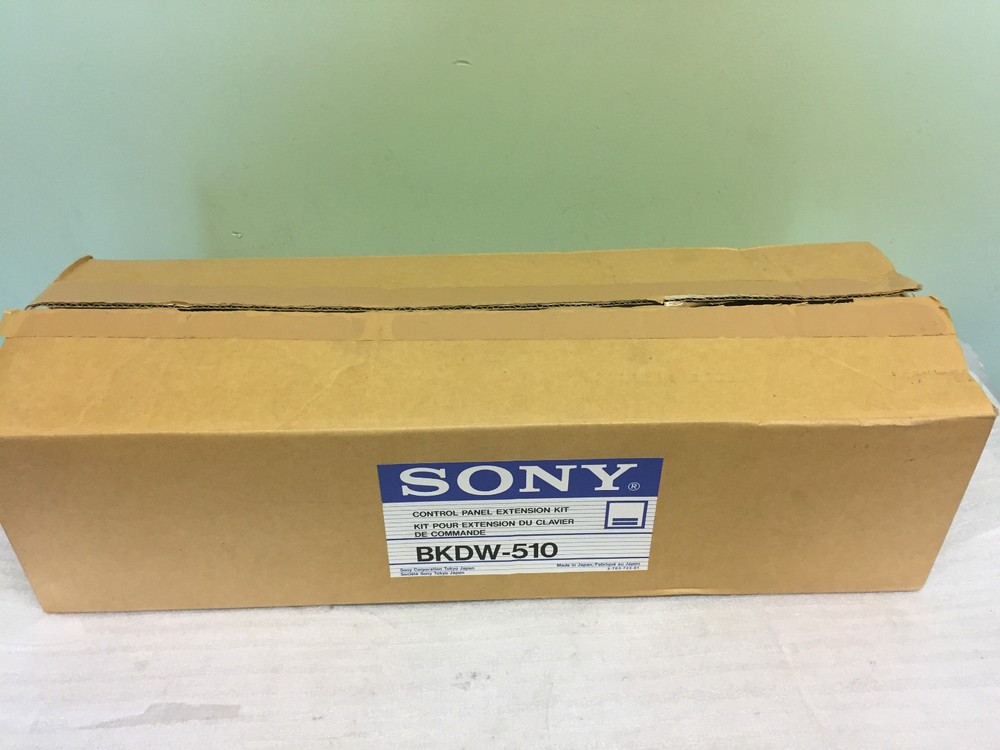 SONY®
CONTROL PANEL EXTENSION KIT
KIT POUR EXTENSION DU CLAVIER
DE COMMANDE
BKDW-510
Sony Corporation Tokyo Japan
Société Sony Tokyo Japan
Made in Japan/Fabriqué au Japon